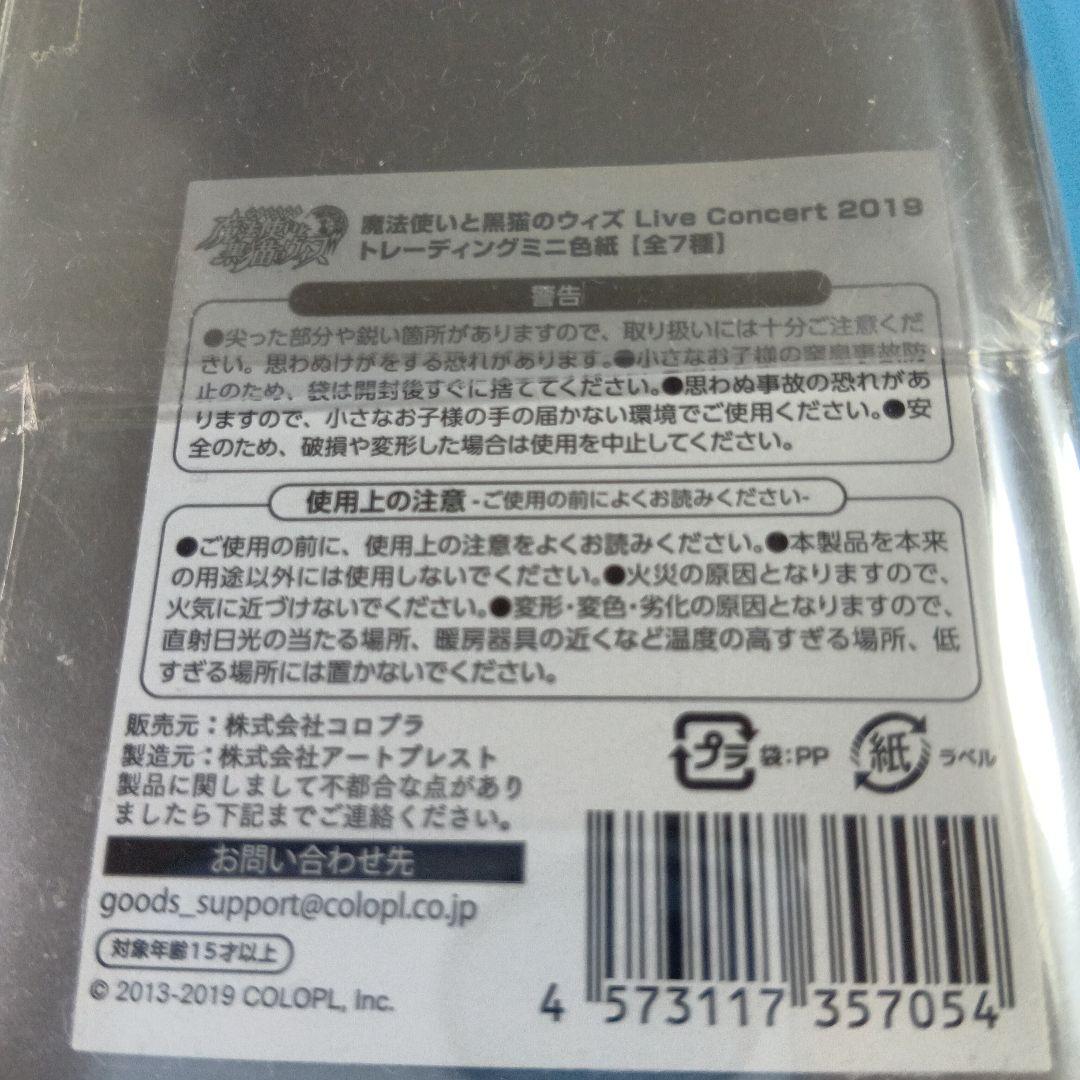 魔法使いと黒猫のウィズ
魔法使いと黒猫のウィズ Live Concert 2019
トレーディングミニ色紙【全7種】
警告
●尖った部分や鋭い箇所がありますので、取り扱いには十分ご注意くだ
さい。思わぬけがをする恐れがあります。●小さなお子様の窒息事故防
止のため、袋は開封後すぐに捨ててください。●思わぬ事故の恐れがあ
りますので、小さなお子様の手の届かない環境でご使用ください。●安
全のため、破損や変形した場合は使用を中止してください。
使用上の注意 -ご使用の前によくお読みください-
●ご使用の前に、使用上の注意をよくお読みください。●本製品を本来
の用途以外には使用しないでください。●火災の原因となりますので、
火気に近づけないでください。●変形・変色・劣化の原因となりますので、
直射日光の当たる場所、暖房器具の近くなど温度の高すぎる場所、低
すぎる場所には置かないでください。
販売元：株式会社コロプラ
製造元：株式会社アートプレスト
製品に関しまして不都合な点があり
ましたら下記までご連絡ください。
お問い合わせ先
goods_support@colopl.co.jp
対象年齢15才以上
© 2013-2019 COLOPL, Inc.
プラ 袋:PP 紙 ラベル
4 573117 357054